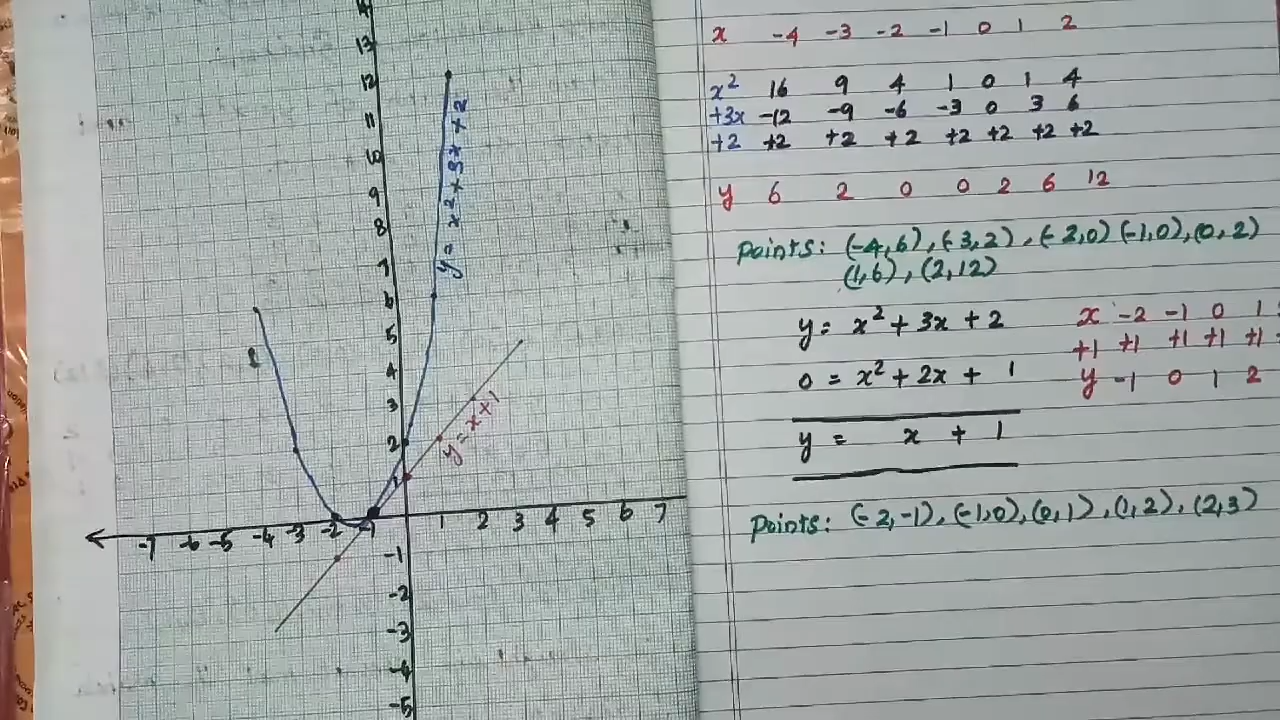 14
13
12
11
10
9
8
7
6
5
4
3
2
1
-7 -6 -5 -4 -3 -2 -1 1 2 3 4 5 6 7
-1
-2
-3
-4
-5
y = x² + 3x + 2
y = x + 1
x -4 -3 -2 -1 0 1 2
x² 16 9 4 1 0 1 4
+3x -12 -9 -6 -3 0 3 6
+2 +2 +2 +2 +2 +2 +2 +2
y 6 2 0 0 2 6 12
Points: (-4,6), (-3,2), (-2,0) (-1,0), (0,2)
(1,6), (2,12)
y = x² + 3x + 2
0 = x² + 2x + 1
y = x + 1
x -2 -1 0 1
+1 +1 +1 +1 +1
y -1 0 1 2
Points: (-2,-1), (-1,0), (0,1), (1,2), (2,3)